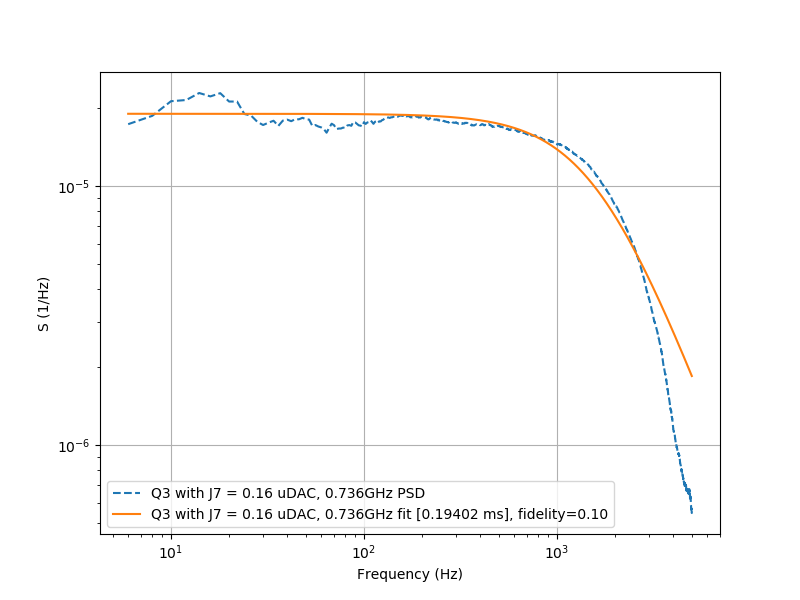 S (1/Hz)
10⁻⁵
10⁻⁶
Q3 with J7 = 0.16 uDAC, 0.736GHz PSD
Q3 with J7 = 0.16 uDAC, 0.736GHz fit [0.19402 ms], fidelity=0.10
10¹ 10² 10³
Frequency (Hz)